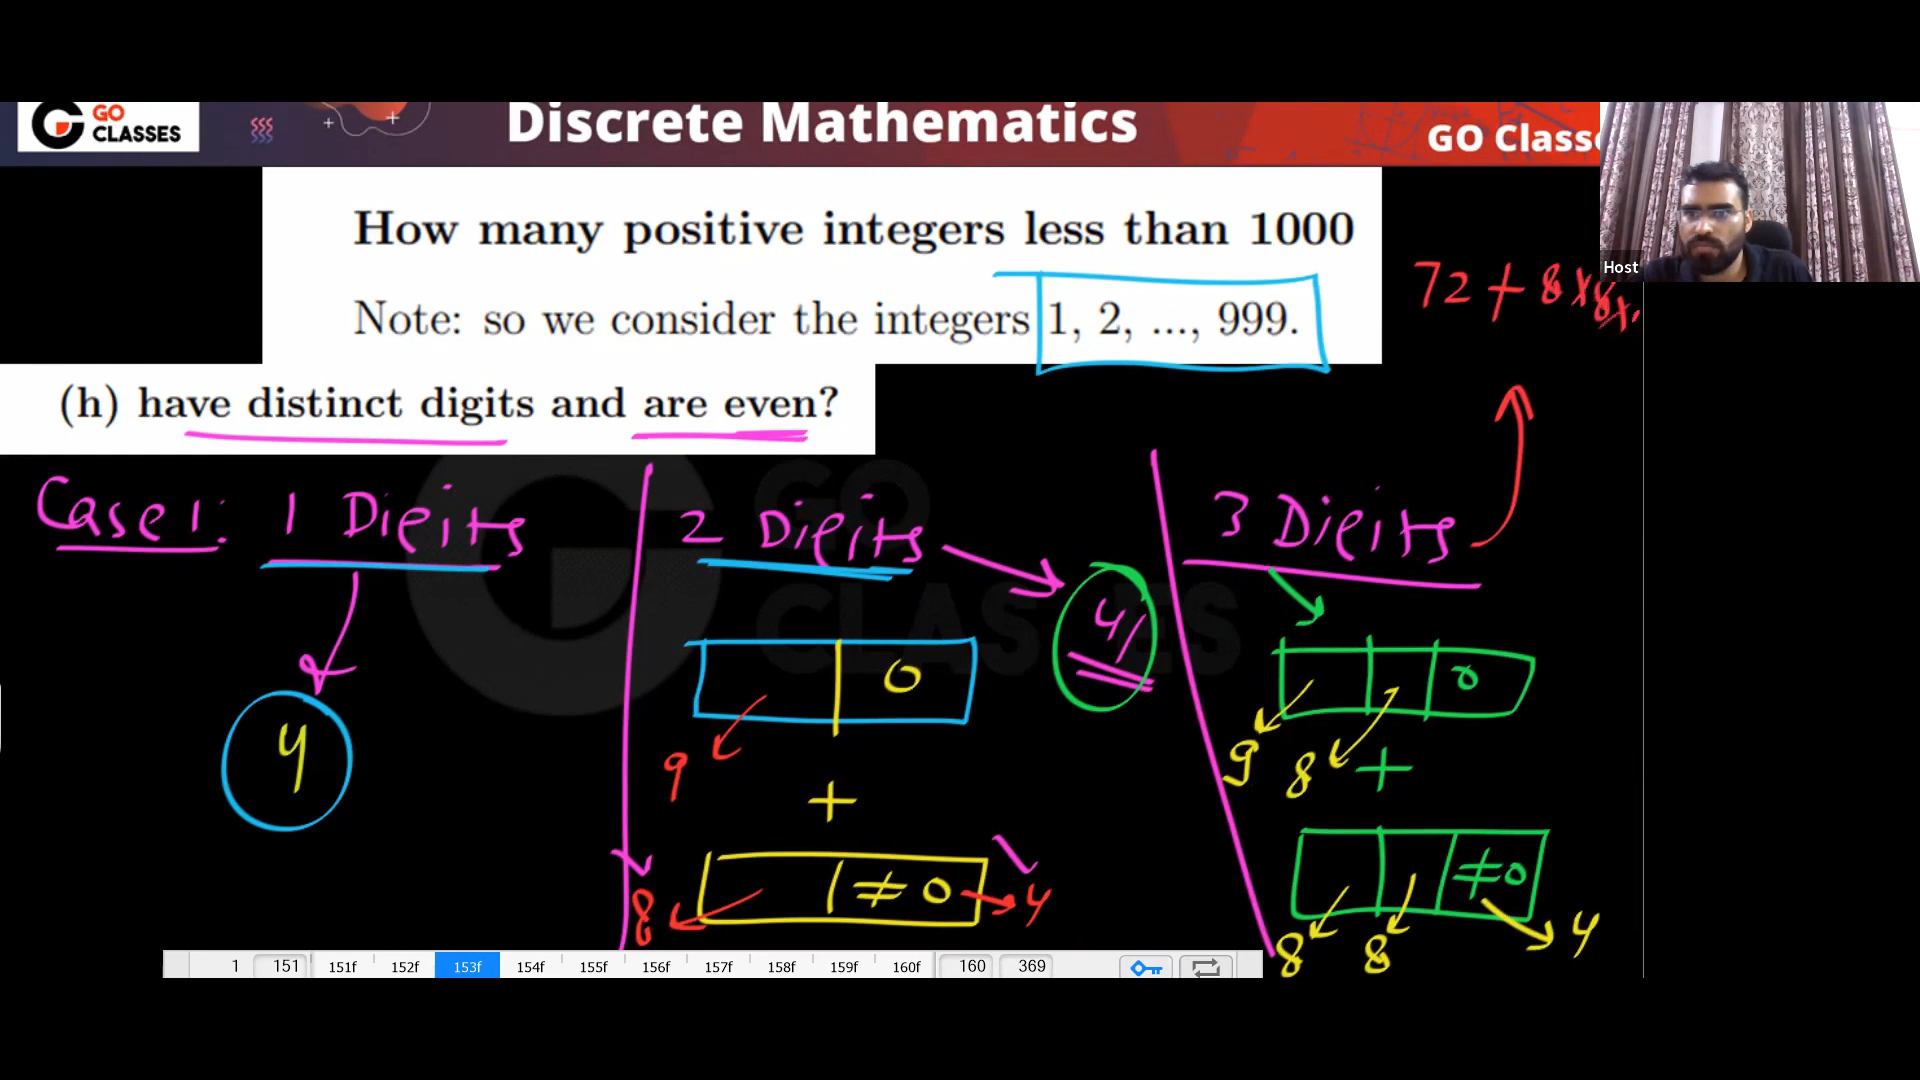 GO
CLASSES
Discrete Mathematics
GO Classe
How many positive integers less than 1000
Note: so we consider the integers 1, 2, ..., 999.
Host
72 + 8×8×
(h) have distinct digits and are even?
GO
CLASSES
Case 1: 1 Digits
4
2 Digits
41
0
9
+
8
≠ 0
4
3 Digits
0
9 8 +
≠0
8 8 4
1 151 151f 152f 153f 154f 155f 156f 157f 158f 159f 160f 160 369